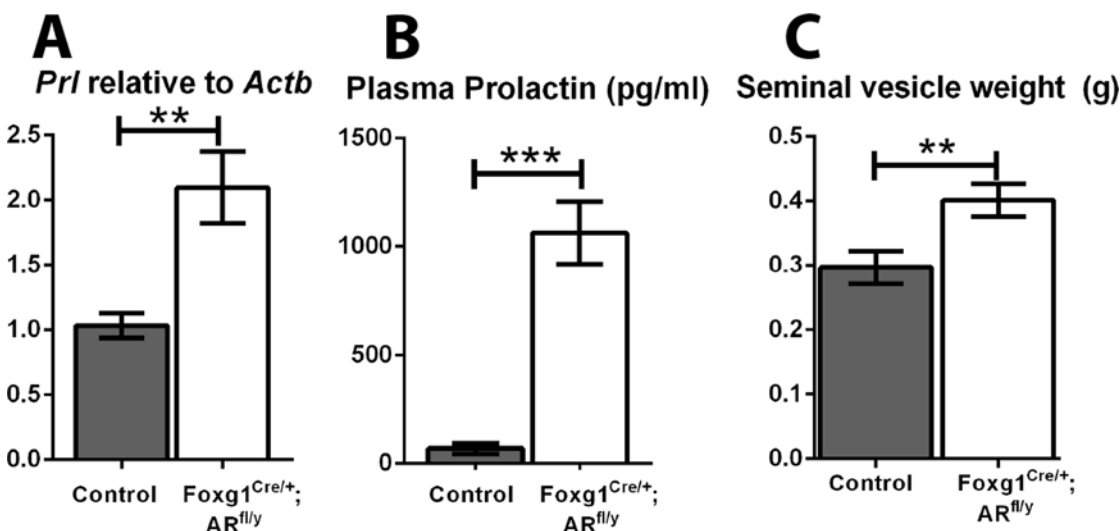 A
Prl relative to Actb
**
2.5
2.0
1.5
1.0
0.5
0.0
Control
Foxg1Cre/+;
ARfl/y
B
Plasma Prolactin (pg/ml)
***
1500
1000
500
0
Control
Foxg1Cre/+;
ARfl/y
C
Seminal vesicle weight (g)
**
0.5
0.4
0.3
0.2
0.1
0.0
Control
Foxg1Cre/+;
ARfl/y